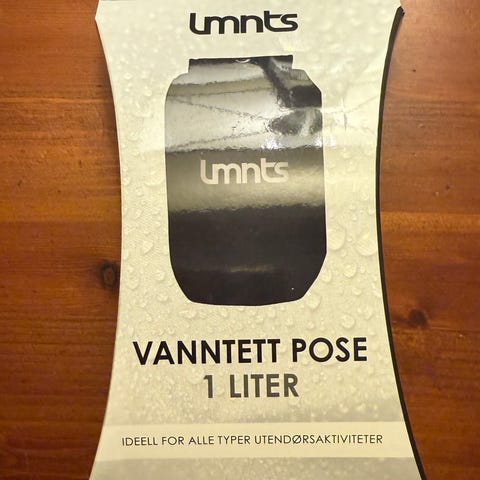 lmnts
lmnts
VANNTETT POSE
1 LITER
IDEELL FOR ALLE TYPER UTENDØRSAKTIVITETER